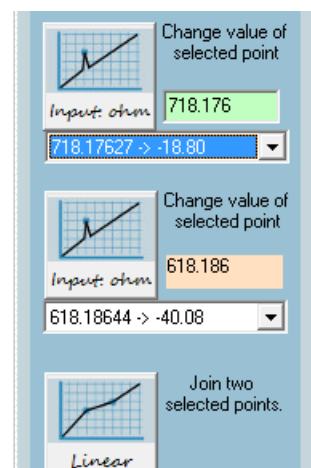 Change value of
selected point
Input: ohm
718.176
718.17627 -> -18.80
Change value of
selected point
Input: ohm
618.186
618.18644 -> -40.08
Join two
selected points.
Linear